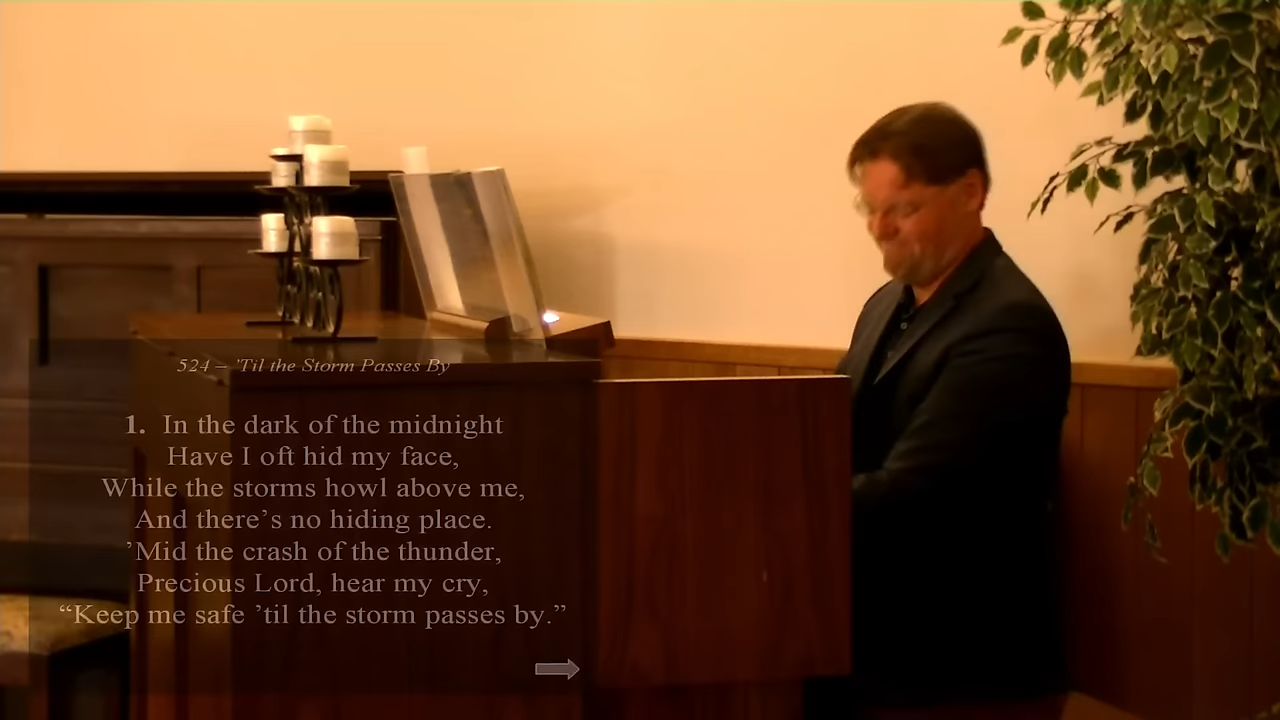 524 – ’Til the Storm Passes By
1. In the dark of the midnight
Have I oft hid my face,
While the storms howl above me,
And there’s no hiding place.
’Mid the crash of the thunder,
Precious Lord, hear my cry,
“Keep me safe ’til the storm passes by.”